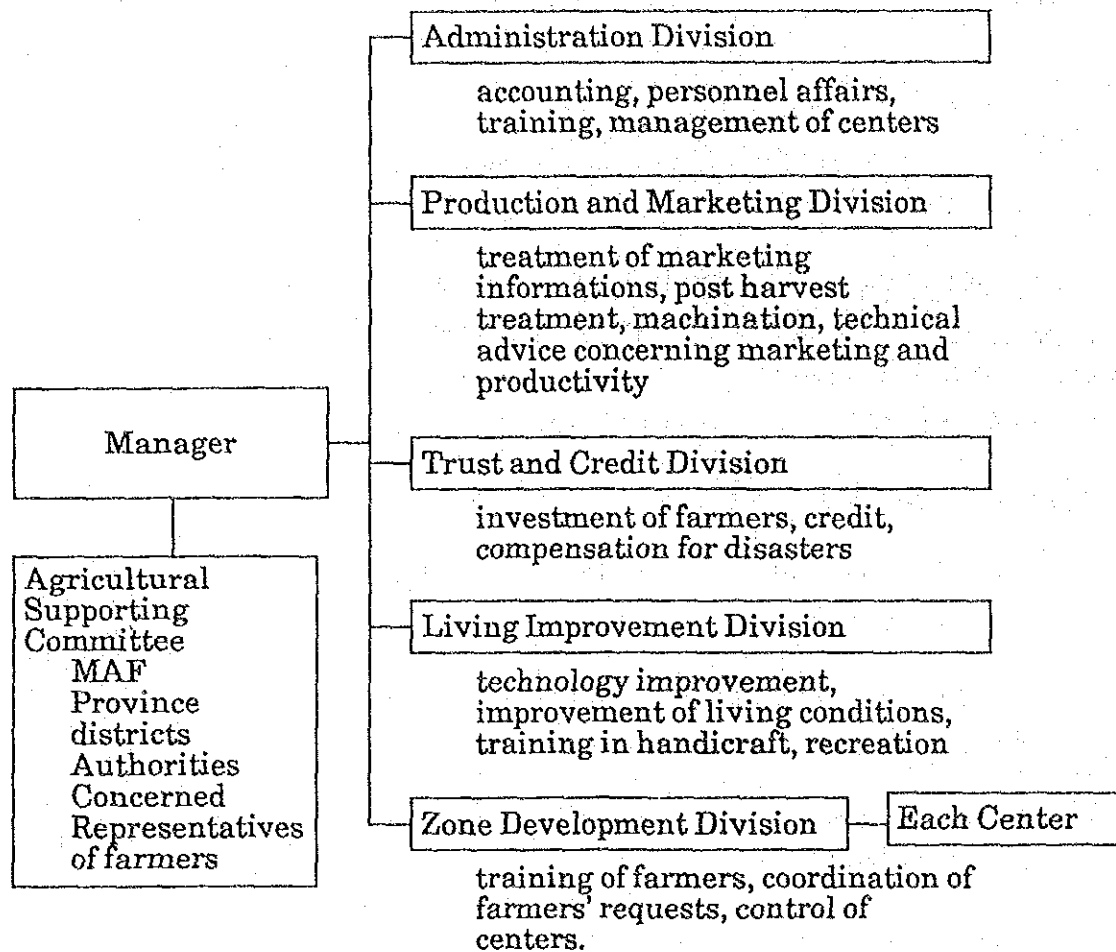 Administration Division
accounting, personnel affairs,
training, management of centers
Production and Marketing Division
treatment of marketing
informations, post harvest
treatment, machination, technical
advice concerning marketing and
productivity
Manager
Trust and Credit Division
investment of farmers, credit,
compensation for disasters
Agricultural
Supporting
Committee
MAF
Province
districts
Authorities
Concerned
Representatives
of farmers
Living Improvement Division
technology improvement,
improvement of living conditions,
training in handicraft, recreation
Zone Development Division
Each Center
training of farmers, coordination of
farmers' requests, control of
centers.